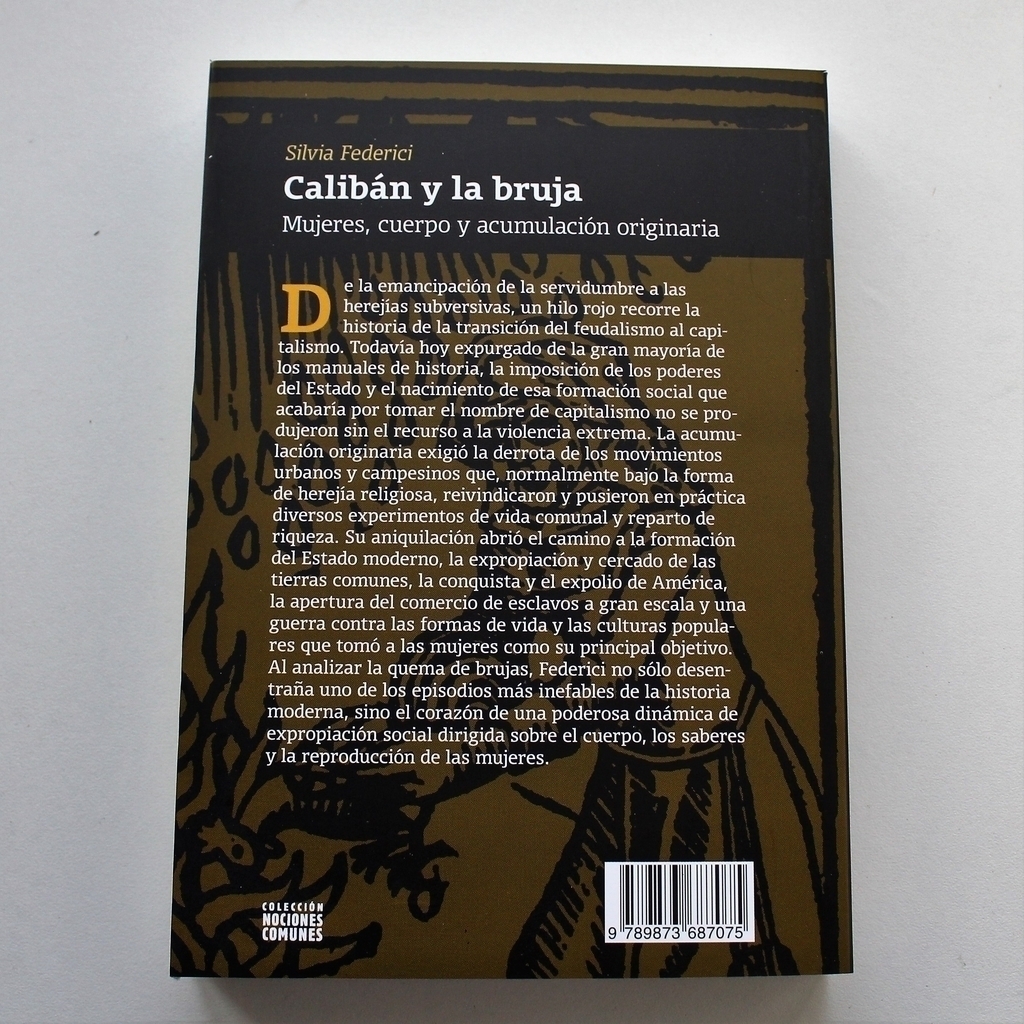 Silvia Federici
Calibán y la bruja
Mujeres, cuerpo y acumulación originaria
De la emancipación de la servidumbre a las
herejías subversivas, un hilo rojo recorre la
historia de la transición del feudalismo al capi-
talismo. Todavía hoy expurgado de la gran mayoría de
los manuales de historia, la imposición de los poderes
del Estado y el nacimiento de esa formación social que
acabaría por tomar el nombre de capitalismo no se pro-
dujeron sin el recurso a la violencia extrema. La acumu-
lación originaria exigió la derrota de los movimientos
urbanos y campesinos que, normalmente bajo la forma
de herejía religiosa, reivindicaron y pusieron en práctica
diversos experimentos de vida comunal y reparto de
riqueza. Su aniquilación abrió el camino a la formación
del Estado moderno, la expropiación y cercado de las
tierras comunes, la conquista y el expolio de América,
la apertura del comercio de esclavos a gran escala y una
guerra contra las formas de vida y las culturas popula-
res que tomó a las mujeres como su principal objetivo.
Al analizar la quema de brujas, Federici no sólo desen-
traña uno de los episodios más inefables de la historia
moderna, sino el corazón de una poderosa dinámica de
expropiación social dirigida sobre el cuerpo, los saberes
y la reproducción de las mujeres.
COLECCIÓN
NOCIONES
COMUNES
9 789873 687075